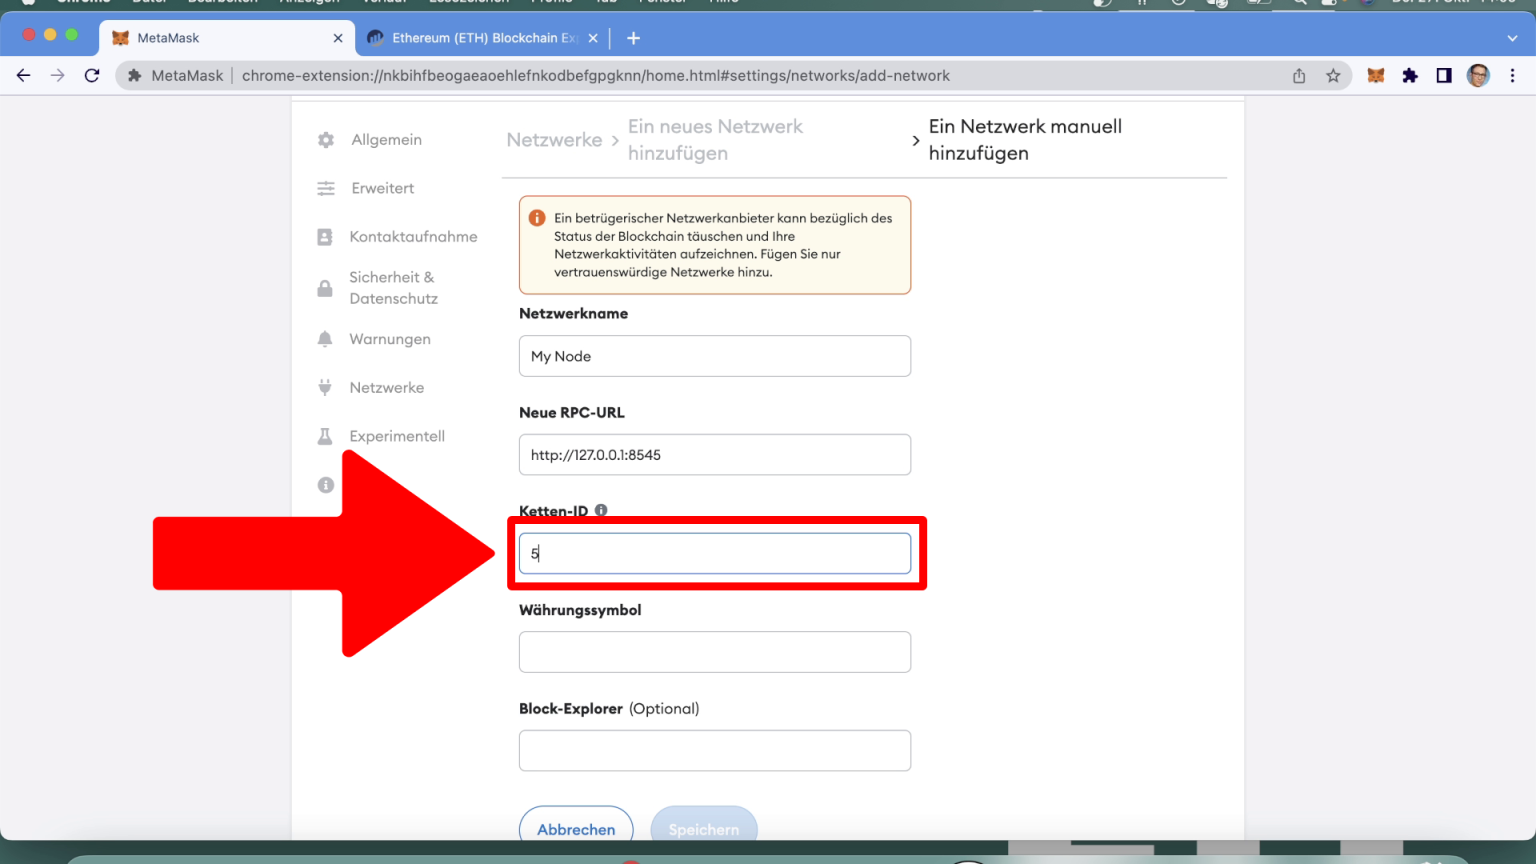 MetaMask
Ethereum (ETH) Blockchain Ex
MetaMask
chrome-extension://nkbihfbeogaeaoehlefnkodbefgpgknn/home.html#settings/networks/add-network
Allgemein
Erweitert
Kontaktaufnahme
Sicherheit &
Datenschutz
Warnungen
Netzwerke
Experimentell
Netzwerke >
Ein neues Netzwerk
hinzufügen
> Ein Netzwerk manuell
hinzufügen
Ein betrügerischer Netzwerkanbieter kann bezüglich des
Status der Blockchain täuschen und Ihre
Netzwerkaktivitäten aufzeichnen. Fügen Sie nur
vertrauenswürdige Netzwerke hinzu.
Netzwerkname
My Node
Neue RPC-URL
http://127.0.0.1:8545
Ketten-ID
5
Währungssymbol
Block-Explorer (Optional)
Abbrechen
Speichern